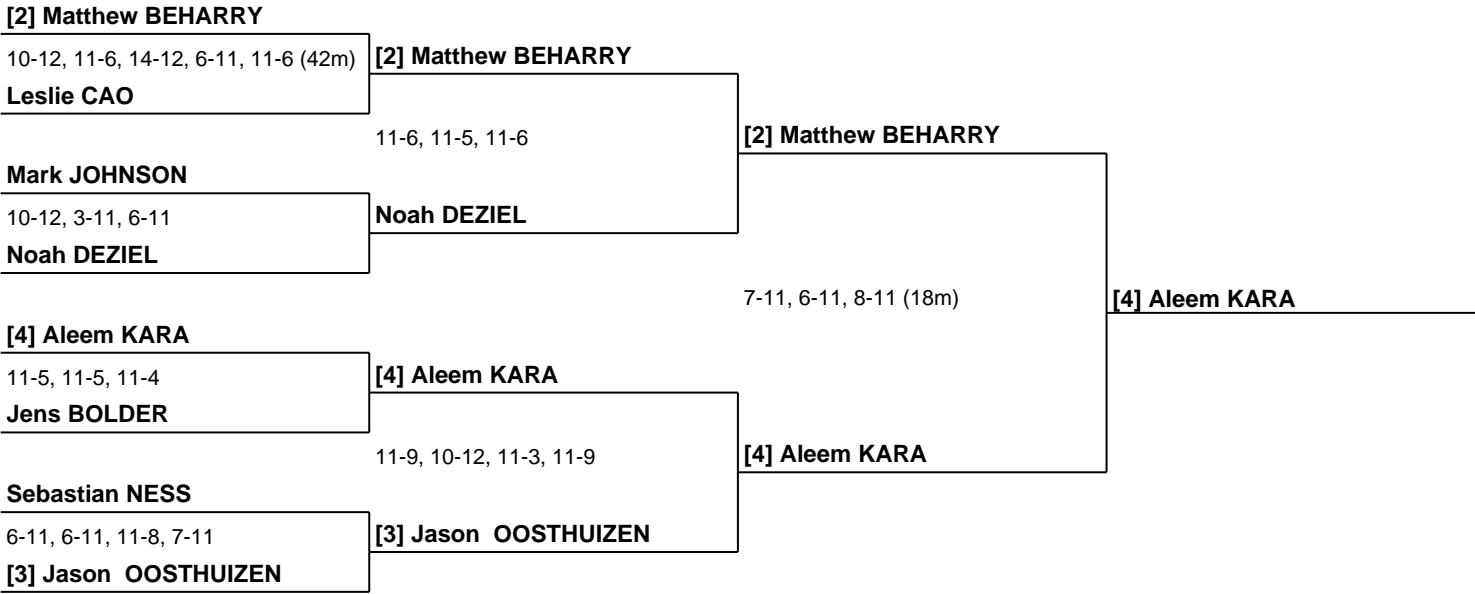 [2] Matthew BEHARRY
10-12, 11-6, 14-12, 6-11, 11-6 (42m)
Leslie CAO
[2] Matthew BEHARRY
11-6, 11-5, 11-6
Mark JOHNSON
10-12, 3-11, 6-11
Noah DEZIEL
Noah DEZIEL
[2] Matthew BEHARRY
7-11, 6-11, 8-11 (18m)
[4] Aleem KARA
[4] Aleem KARA
11-5, 11-5, 11-4
Jens BOLDER
[4] Aleem KARA
11-9, 10-12, 11-3, 11-9
[4] Aleem KARA
Sebastian NESS
6-11, 6-11, 11-8, 7-11
[3] Jason  OOSTHUIZEN
[3] Jason  OOSTHUIZEN